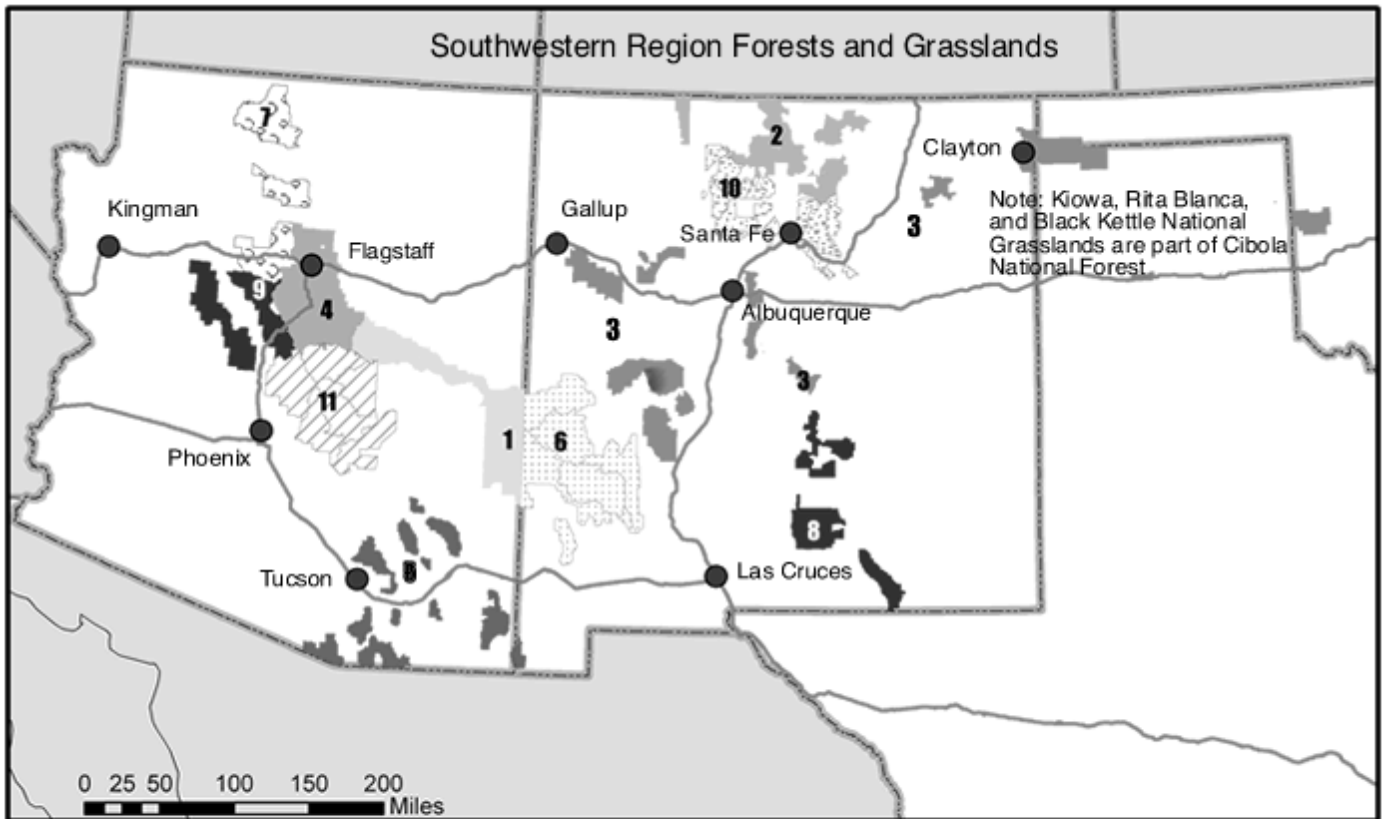 Southwestern Region Forests and Grasslands
7
2
Clayton
10
Note: Kiowa, Rita Blanca,
and Black Kettle National
Grasslands are part of Cibola
National Forest
Kingman
Gallup
Santa Fe
3
Flagstaff
9
4
Albuquerque
3
3
11
1
6
Phoenix
8
Tucson
5
Las Cruces
0 25 50 100 150 200
Miles